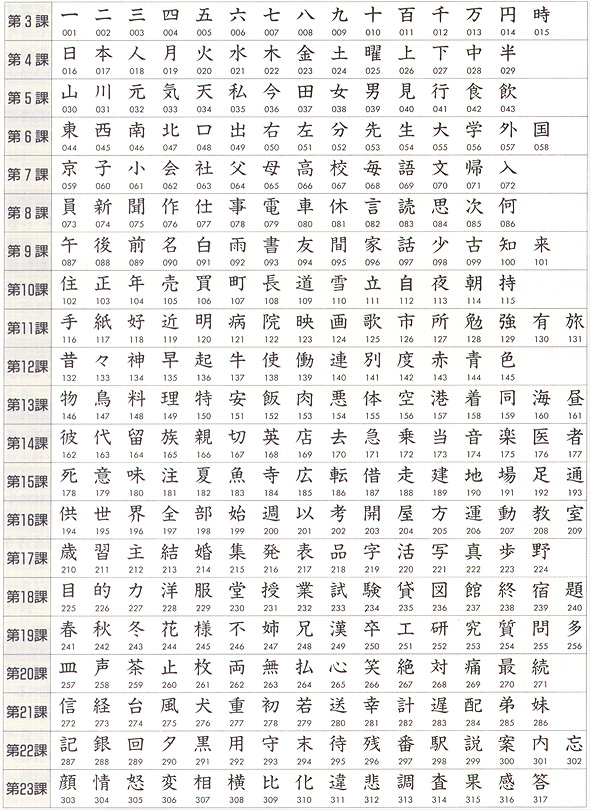 第3課 一 二 三 四 五 六 七 八 九 十 百 千 万 円 時
001 002 003 004 005 006 007 008 009 010 011 012 013 014 015
第4課 日 本 人 月 火 水 木 金 土 曜 上 下 中 半
016 017 018 019 020 021 022 023 024 025 026 027 028 029
第5課 山 川 元 気 天 私 今 田 女 男 見 行 食 飲
030 031 032 033 034 035 036 037 038 039 040 041 042 043
第6課 東 西 南 北 口 出 右 左 分 先 生 大 学 外 国
044 045 046 047 048 049 050 051 052 053 054 055 056 057 058
第7課 京 子 小 会 社 父 母 高 校 毎 語 文 帰 入
059 060 061 062 063 064 065 066 067 068 069 070 071 072
第8課 員 新 聞 作 仕 事 電 車 休 言 読 思 次 何
073 074 075 076 077 078 079 080 081 082 083 084 085 086
第9課 午 後 前 名 白 雨 書 友 間 家 話 少 古 知 来
087 088 089 090 091 092 093 094 095 096 097 098 099 100 101
第10課 住 正 年 売 買 町 長 道 雪 立 自 夜 朝 持
102 103 104 105 106 107 108 109 110 111 112 113 114 115
第11課 手 紙 好 近 明 病 院 映 画 歌 市 所 勉 強 有 旅
116 117 118 119 120 121 122 123 124 125 126 127 128 129 130 131
第12課 昔 々 神 早 起 牛 使 働 連 別 度 赤 青 色
132 133 134 135 136 137 138 139 140 141 142 143 144 145
第13課 物 鳥 料 理 特 安 飯 肉 悪 体 空 港 着 同 海 昼
146 147 148 149 150 151 152 153 154 155 156 157 158 159 160 161
第14課 彼 代 留 族 親 切 英 店 去 急 乗 当 音 楽 医 者
162 163 164 165 166 167 168 169 170 171 172 173 174 175 176 177
第15課 死 意 味 注 夏 魚 寺 広 転 借 走 建 地 場 足 通
178 179 180 181 182 183 184 185 186 187 188 189 190 191 192 193
第16課 供 世 界 全 部 始 週 以 考 開 屋 方 運 動 教 室
194 195 196 197 198 199 200 201 202 203 204 205 206 207 208 209
第17課 歳 習 主 結 婚 集 発 表 品 字 活 写 真 歩 野
210 211 212 213 214 215 216 217 218 219 220 221 222 223 224
第18課 目 的 力 洋 服 堂 授 業 試 験 貸 図 館 終 宿 題
225 226 227 228 229 230 231 232 233 234 235 236 237 238 239 240
第19課 春 秋 冬 花 様 不 姉 兄 漢 卒 工 研 究 質 問 多
241 242 243 244 245 246 247 248 249 250 251 252 253 254 255 256
第20課 皿 声 茶 止 枚 両 無 払 心 笑 絶 対 痛 最 続
257 258 259 260 261 262 263 264 265 266 267 268 269 270 271
第21課 信 経 台 風 犬 重 初 若 送 幸 計 遅 配 弟 妹
272 273 274 275 276 277 278 279 280 281 282 283 284 285 286
第22課 記 銀 回 夕 黒 用 守 末 待 残 番 駅 説 案 内 忘
287 288 289 290 291 292 293 294 295 296 297 298 299 300 301 302
第23課 顔 情 怒 変 相 横 比 化 違 悲 調 査 果 感 答
303 304 305 306 307 308 309 310 311 312 313 314 315 316 317